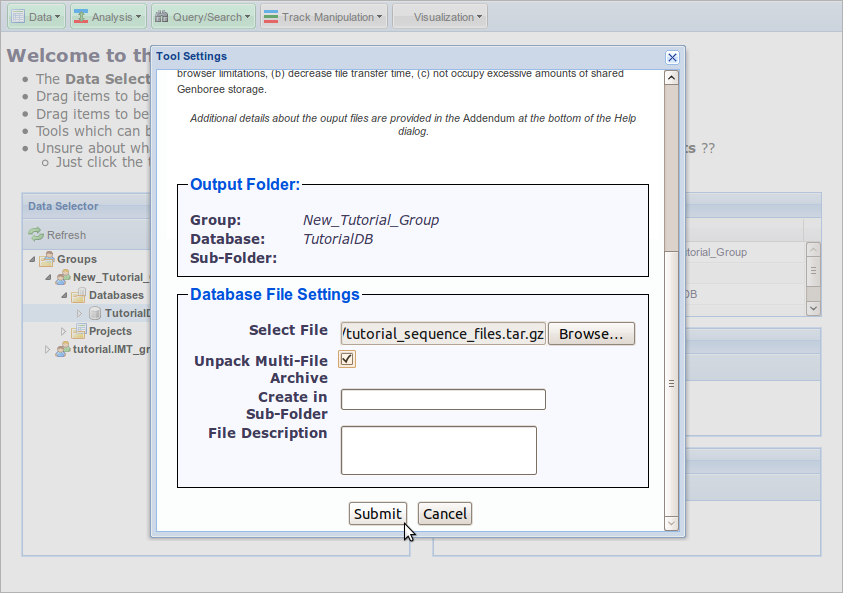 Data
Analysis
Query/Search
Track Manipulation
Visualization
Welcome to th
The Data Select
Drag items to be
Drag items to be
Tools which can b
Unsure about wh
s ??
Just click the t
Data Selector
Refresh
Groups
New_Tutorial_
Databases
TutorialD
Projects
tutorial.IMT_gr
Tool Settings
browser limitations, (b) decrease file transfer time, (c) not occupy excessive amounts of shared
Genboree storage.
Additional details about the ouput files are provided in the Addendum at the bottom of the Help
dialog.
Output Folder:
Group: New_Tutorial_Group
Database: TutorialDB
Sub-Folder:
Database File Settings
Select File /tutorial_sequence_files.tar.gz Browse...
Unpack Multi-File
Archive
Create in
Sub-Folder
File Description
Submit Cancel
torial_Group
DB